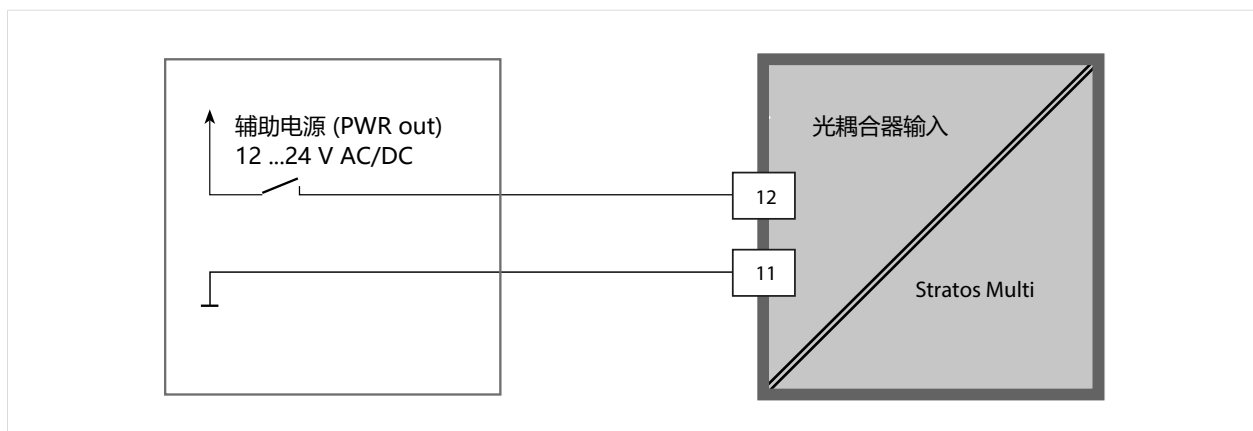 辅助电源 (PWR out)
12 ...24 V AC/DC
光耦合器输入
12
11
Stratos Multi